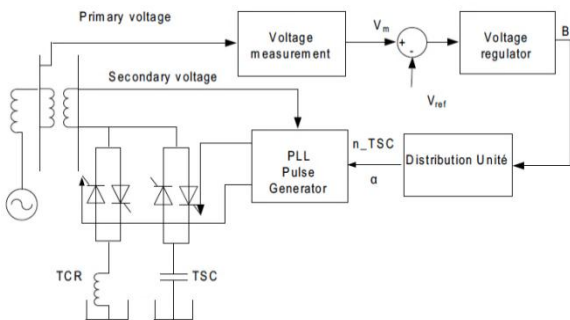 Primary voltage
Voltage
measurement
V_m
+
-
V_ref
Voltage
regulator
B
Secondary voltage
PLL
Pulse
Generator
n_TSC
α
Distribution Unité
TCR
TSC